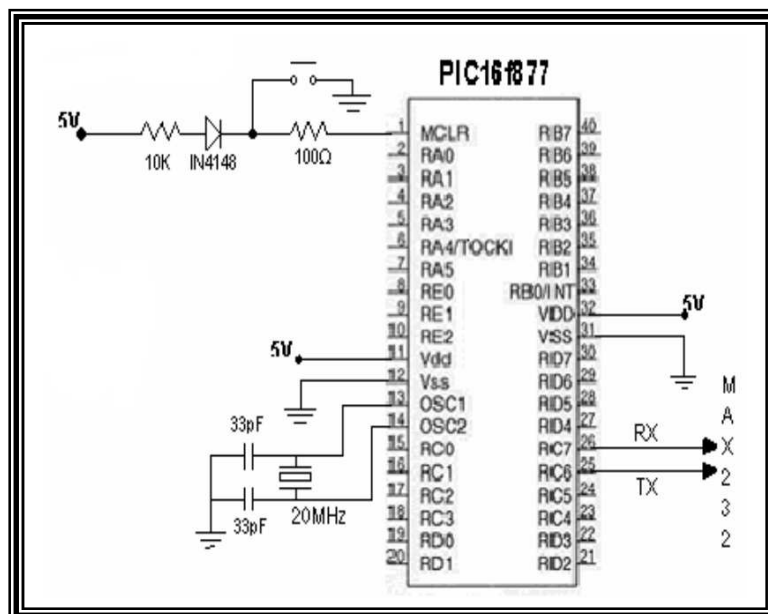 PIC16f877
5V
10K
IN4148
100Ω
1 MCLR RB7 40
2 RA0 RB6 39
3 RA1 RB5 38
4 RA2 RB4 37
5 RA3 RB3 36
6 RA4/TOCKI RB2 35
7 RA5 RB1 34
8 RE0 RB0/INT 33
9 RE1 VDD 32
5V
10 RE2 VSS 31
5V
11 Vdd RD7 30
12 Vss RD6 29
13 OSC1 RD5 28
14 OSC2 RD4 27
15 RC0 RC7 26
16 RC1 RC6 25
17 RC2 RC5 24
18 RC3 RC4 23
19 RD0 RD3 22
20 RD1 RD2 21
33pF
33pF
20MHz
RX
TX
M
A
X
2
3
2